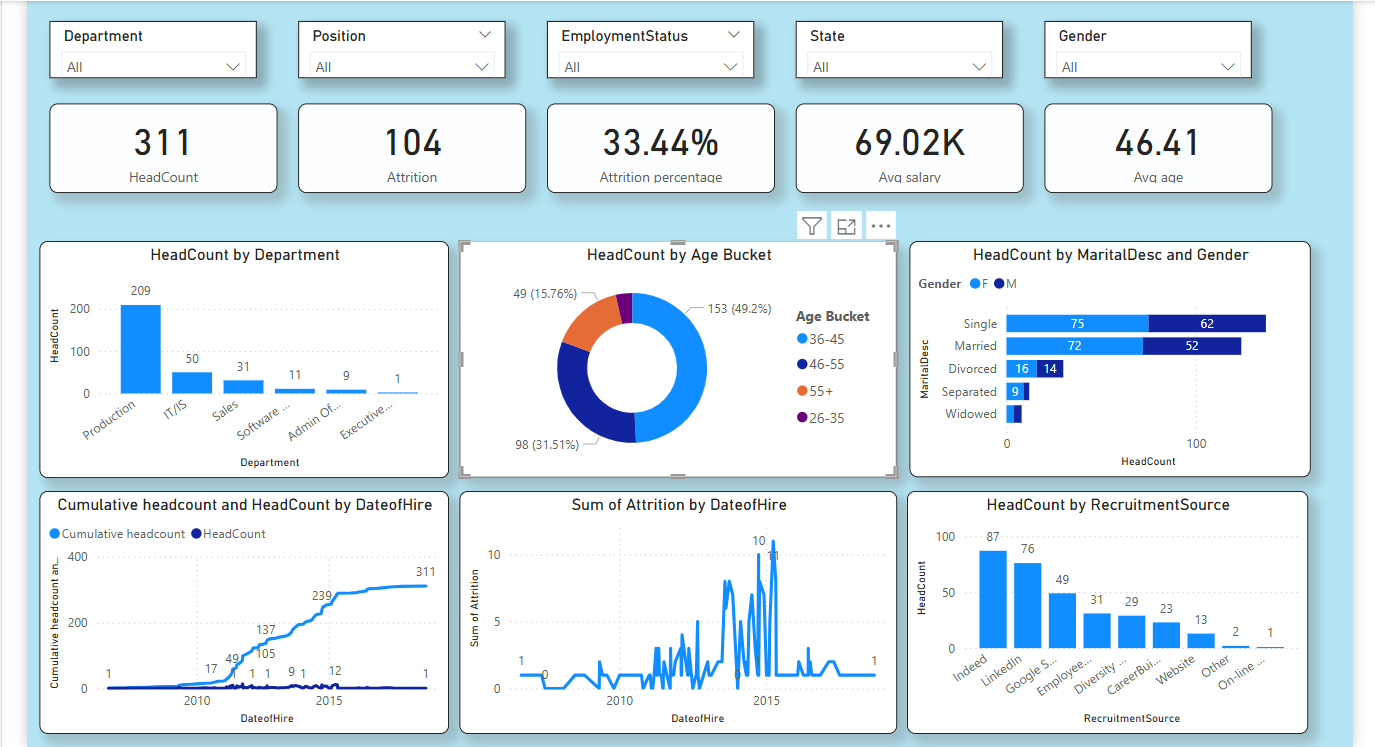 Department Position EmploymentStatus State Gender
All All All All All
311 104 33.44% 69.02K 46.41
HeadCount Attrition Attrition percentage Avg salary Avg age
HeadCount by Department
HeadCount
200
100
0
209
50
31
11
9
1
Production
IT/IS
Sales
Software ...
Admin Of...
Executive...
Department
HeadCount by Age Bucket
49 (15.76%)
153 (49.2%)
98 (31.51%)
Age Bucket
36-45
46-55
55+
26-35
HeadCount by MaritalDesc and Gender
Gender F M
MaritalDesc
Single 75 62
Married 72 52
Divorced 16 14
Separated 9
Widowed
0 100
HeadCount
Cumulative headcount and HeadCount by DateofHire
Cumulative headcount HeadCount
Cumulative headcount an...
400
200
0
1
17
49
105
137
239
311
1
1
1
9
1
12
1
2010 2015
DateofHire
Sum of Attrition by DateofHire
Sum of Attrition
10
5
0
1
0
10
11
0
1
1
2010 2015
DateofHire
HeadCount by RecruitmentSource
HeadCount
100
50
0
87
76
49
31
29
23
13
2
1
Indeed
LinkedIn
Google S...
Employee...
Diversity ...
CareerBui...
Website
Other
On-line ...
RecruitmentSource